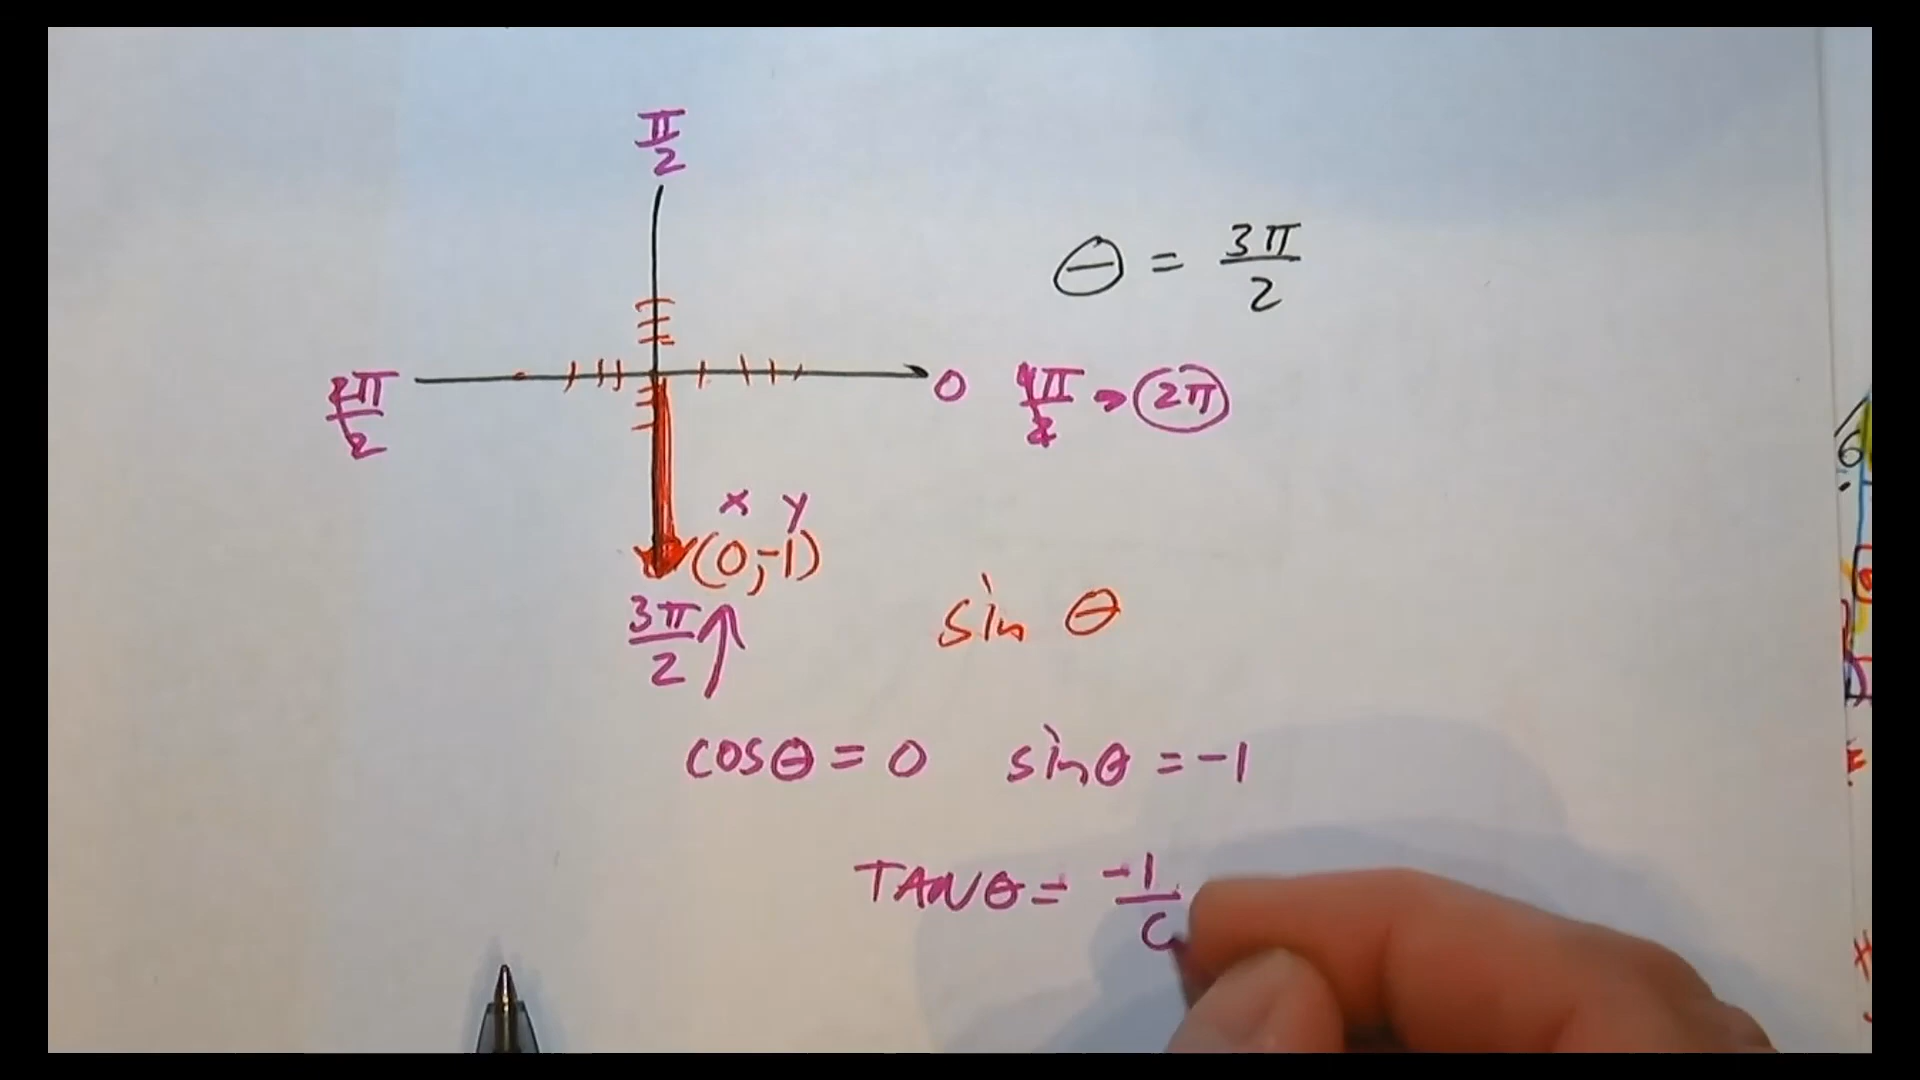 π/2
θ = 3π/2
2π/2
0 4π/2 → 2π
x y
(0,-1)
3π/2
sin θ
cosθ = 0 sinθ = -1
TANθ = -1/
6